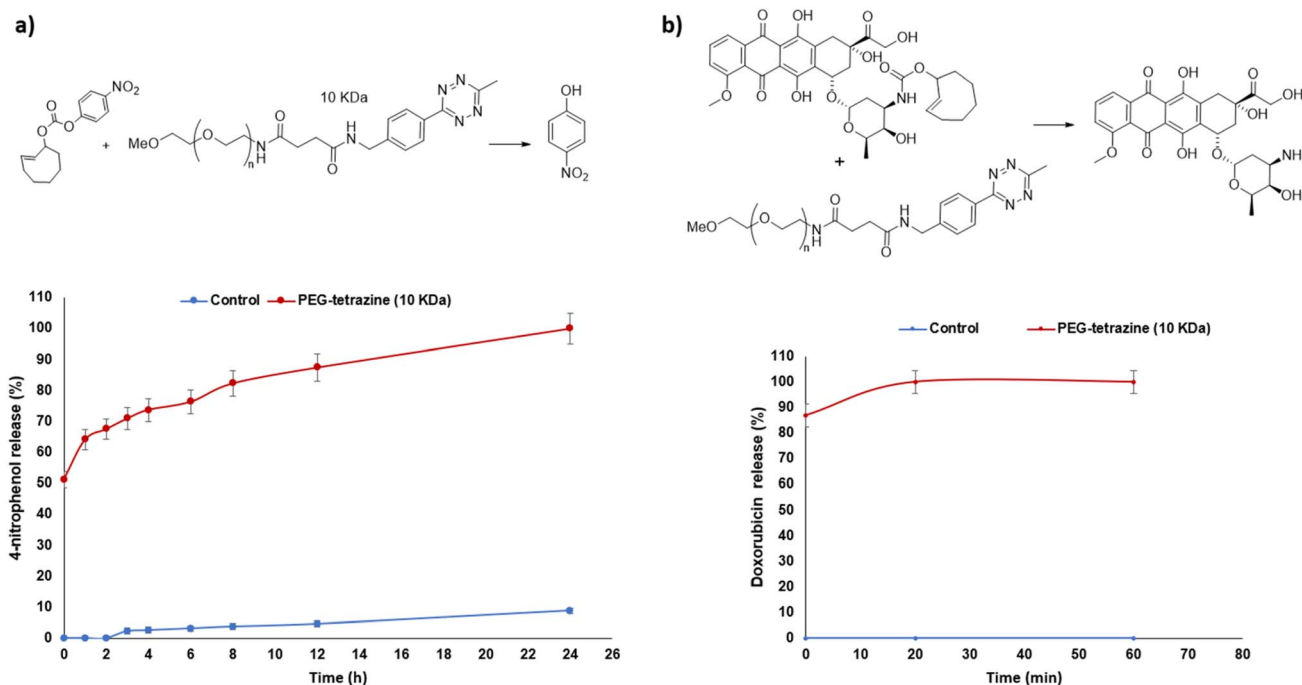 a)
NO₂
O
O
O
+
MeO
O
n
N
H
O
O
H
N
10 KDa
N
N
N
N
OH
NO₂
b)
O
OH
O
OH
OH
O
O
OH
O
O
NH
O
O
OH
+
MeO
O
n
N
H
O
O
H
N
N
N
N
N
O
OH
O
OH
OH
O
O
OH
O
O
NH
OH
Control
PEG-tetrazine (10 KDa)
4-nitrophenol release (%)
110
100
90
80
70
60
50
40
30
20
10
0
0 2 4 6 8 10 12 14 16 18 20 22 24 26
Time (h)
Control
PEG-tetrazine (10 KDa)
Doxorubicin release (%)
110
100
90
80
70
60
50
40
30
20
10
0
0 10 20 30 40 50 60 70 80
Time (min)